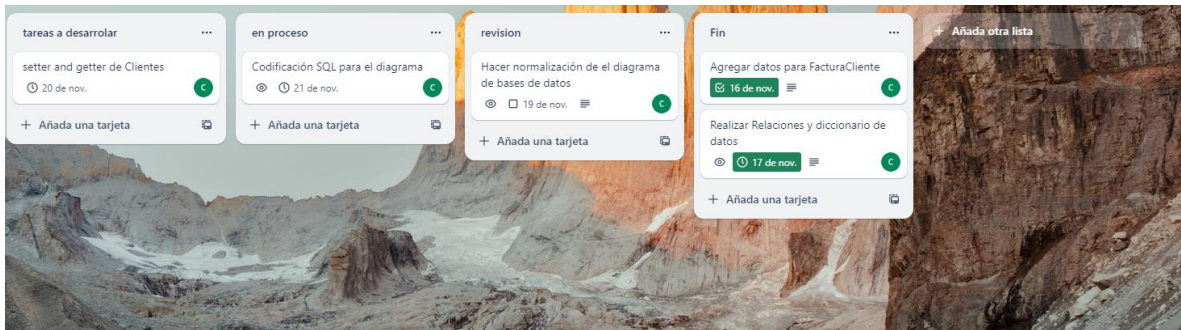 tareas a desarrolar
setter and getter de Clientes
20 de nov.
C
+ Añada una tarjeta
en proceso
Codificación SQL para el diagrama
21 de nov.
C
+ Añada una tarjeta
revision
Hacer normalización de el diagrama
de bases de datos
19 de nov.
C
+ Añada una tarjeta
Fin
Agregar datos para FacturaCliente
16 de nov.
C
Realizar Relaciones y diccionario de
datos
17 de nov.
C
+ Añada una tarjeta
+ Añada otra lista